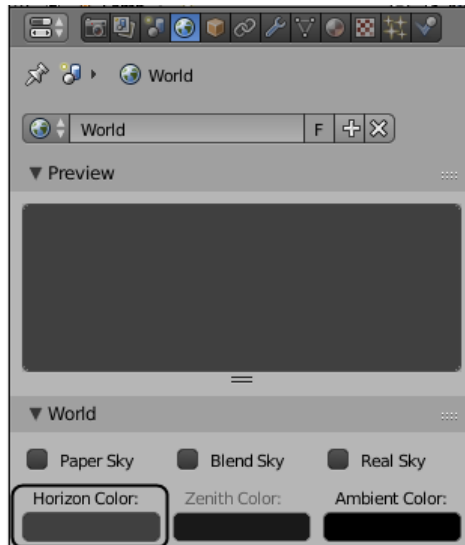 World
World
F
Preview
World
Paper Sky Blend Sky Real Sky
Horizon Color: Zenith Color: Ambient Color: